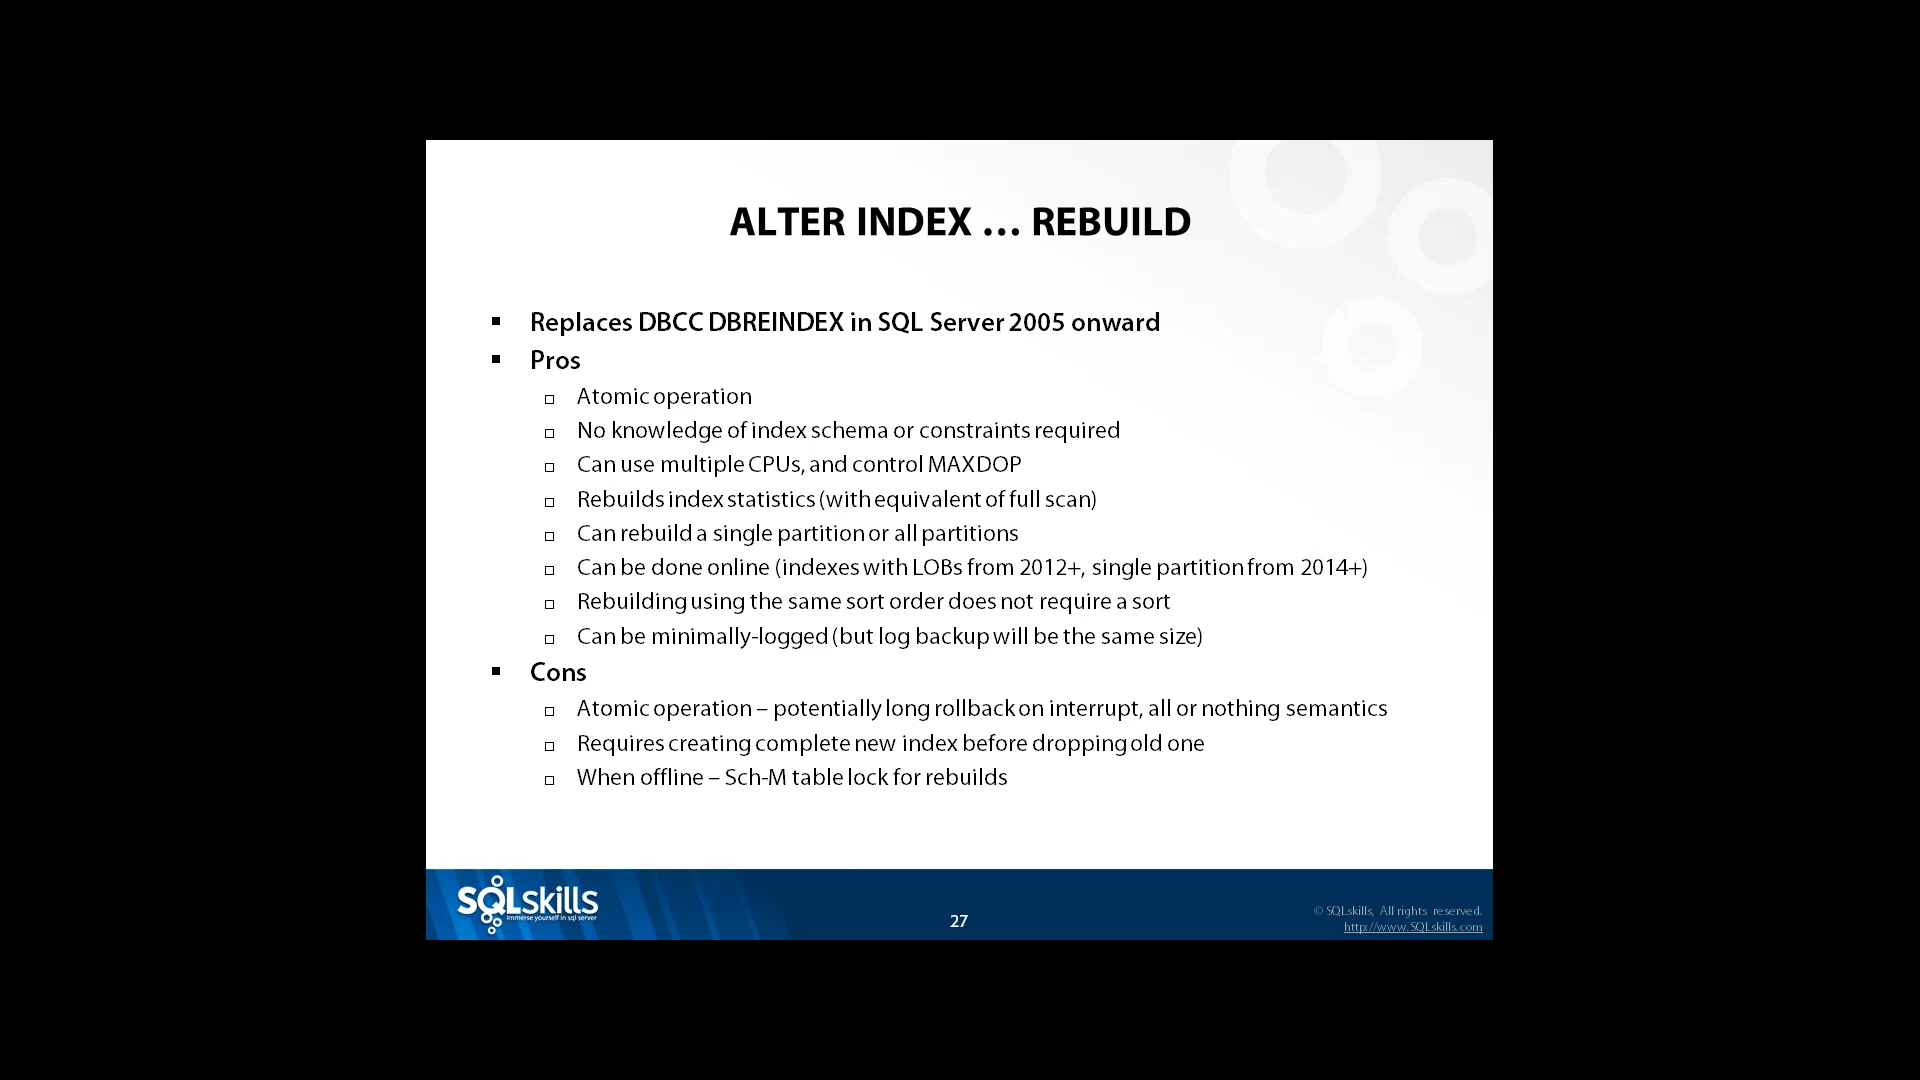 ALTER INDEX … REBUILD
▪ Replaces DBCC DBREINDEX in SQL Server 2005 onward
▪ Pros
□ Atomic operation
□ No knowledge of index schema or constraints required
□ Can use multiple CPUs, and control MAXDOP
□ Rebuilds index statistics (with equivalent of full scan)
□ Can rebuild a single partition or all partitions
□ Can be done online (indexes with LOBs from 2012+, single partition from 2014+)
□ Rebuilding using the same sort order does not require a sort
□ Can be minimally-logged (but log backup will be the same size)
▪ Cons
□ Atomic operation – potentially long rollback on interrupt, all or nothing semantics
□ Requires creating complete new index before dropping old one
□ When offline – Sch-M table lock for rebuilds
SQLskills
immerse yourself in sql server
27
© SQLskills, All rights reserved.
http://www.SQLskills.com